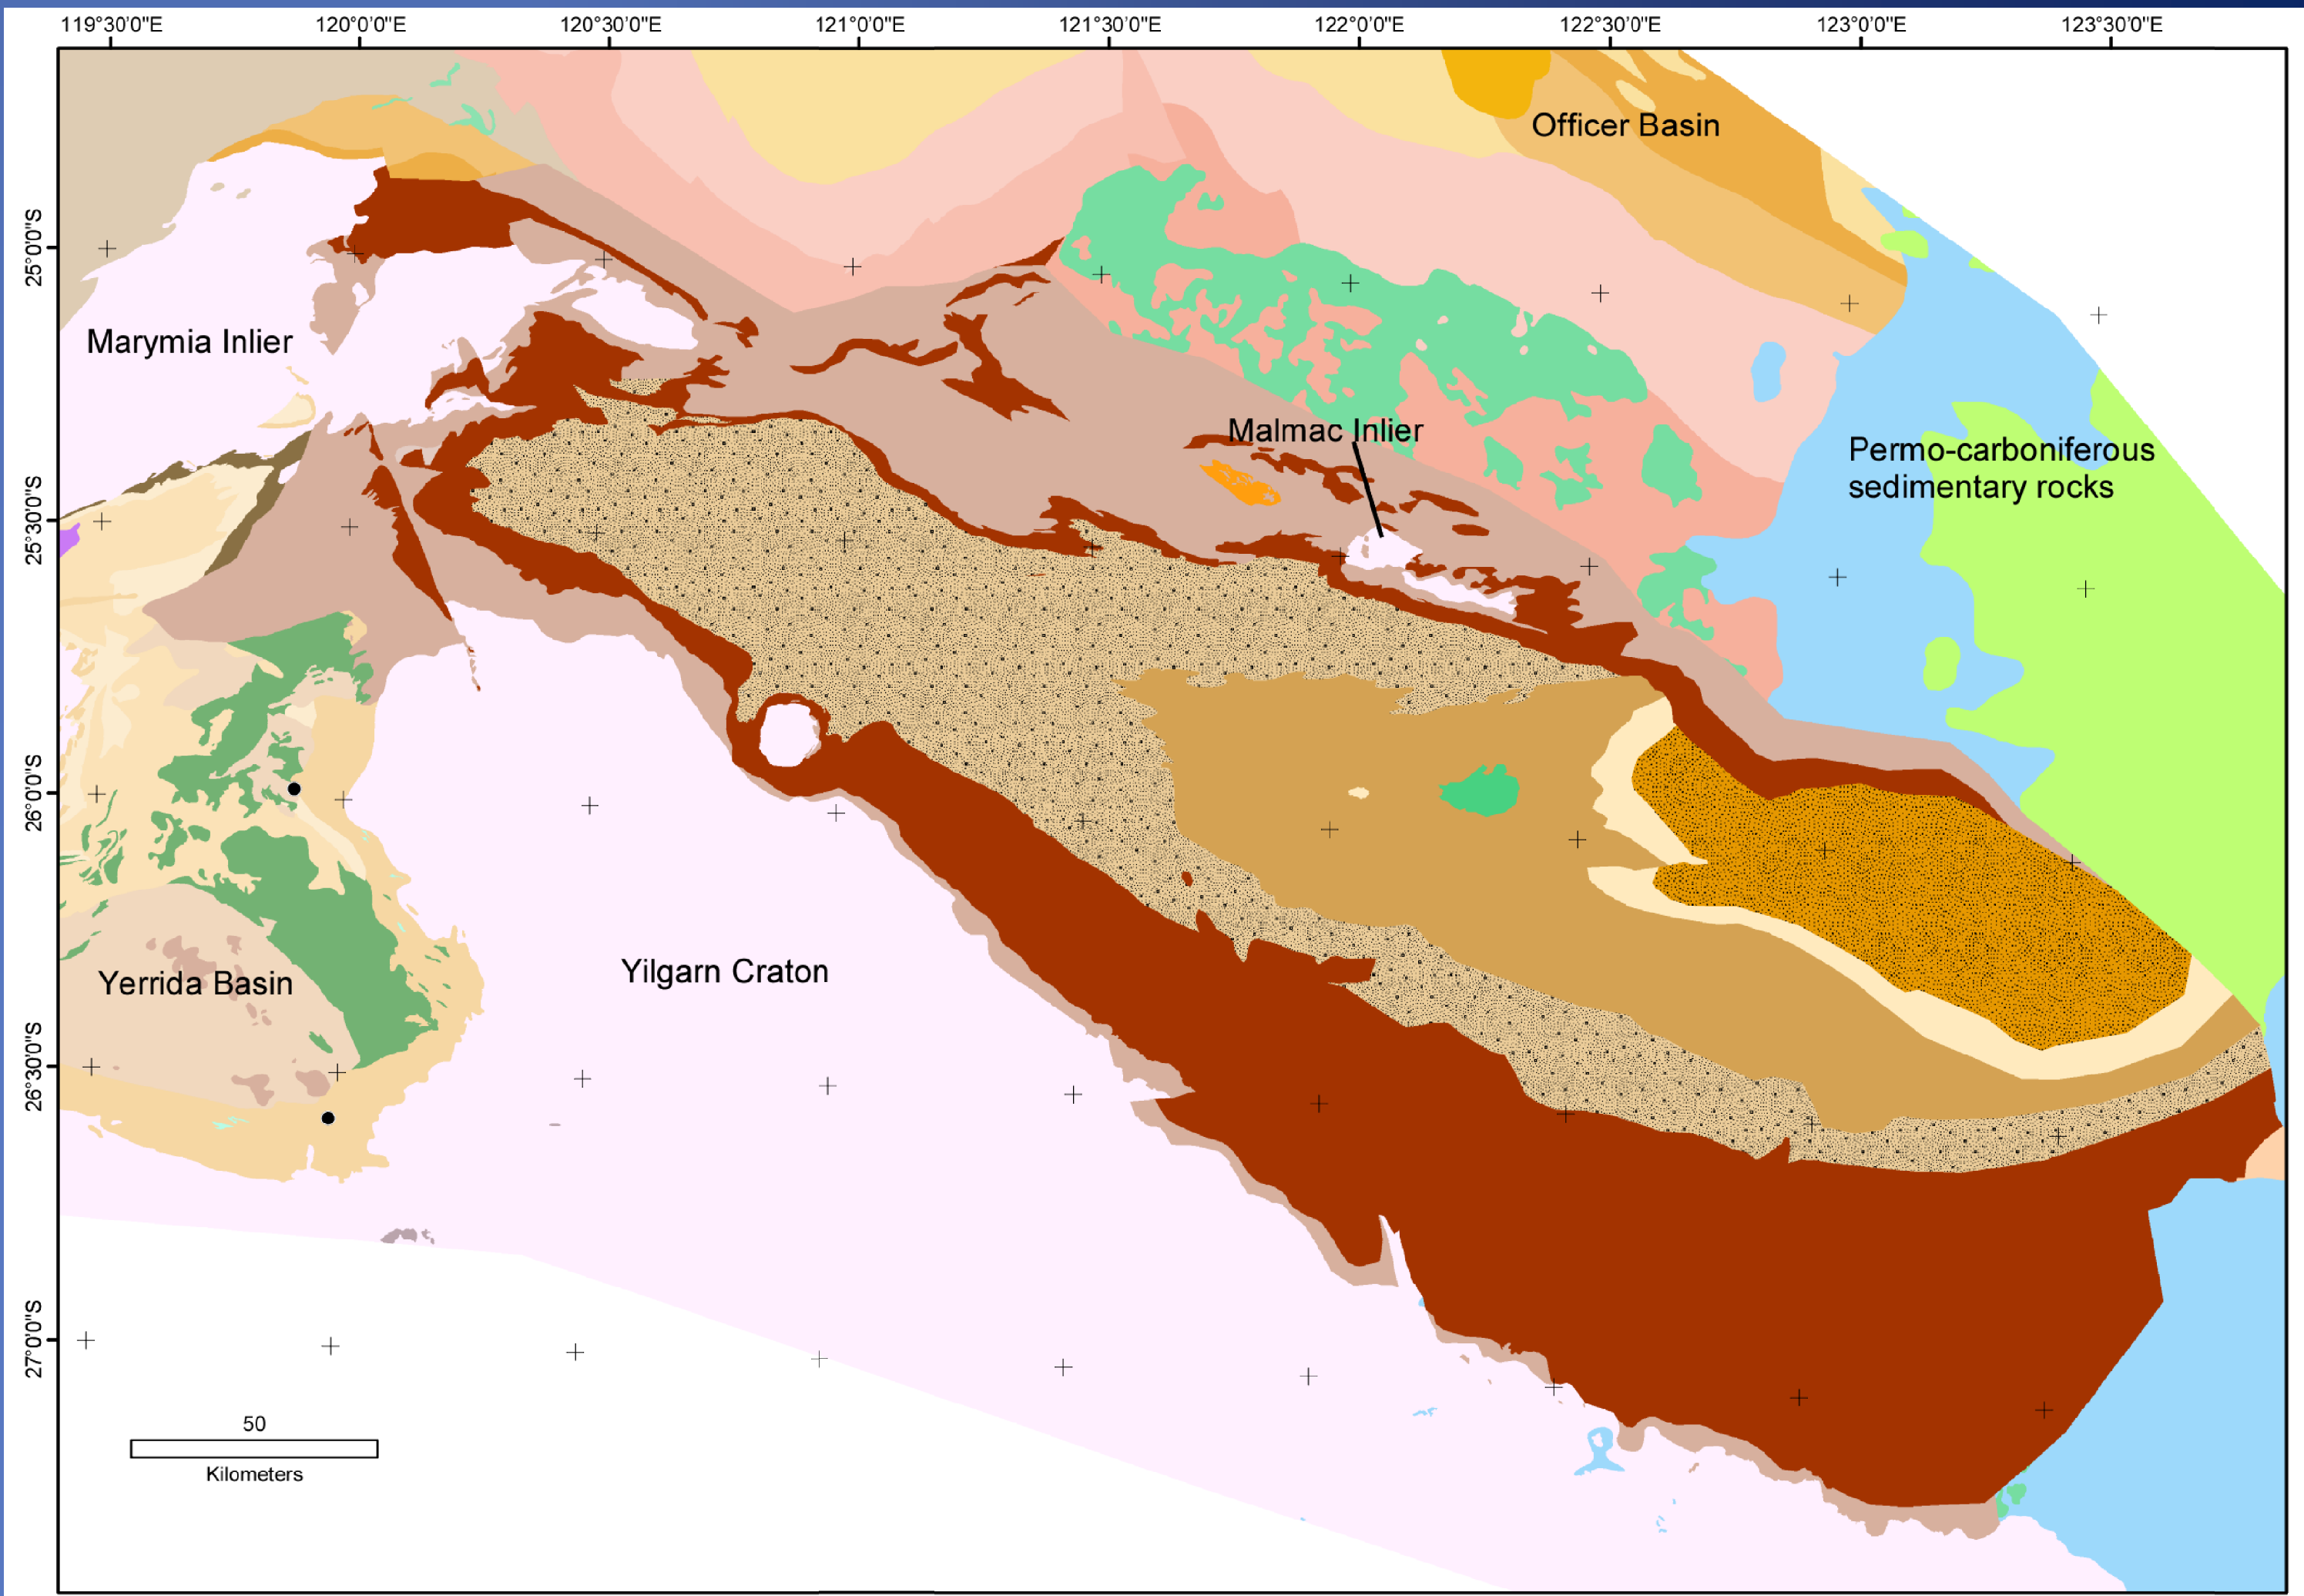 119°30'0"E 120°0'0"E 120°30'0"E 121°0'0"E 121°30'0"E 122°0'0"E 122°30'0"E 123°0'0"E 123°30'0"E
Officer Basin
25°0'0"S
Marymia Inlier
Malmac Inlier
Permo-carboniferous
sedimentary rocks
25°30'0"S
26°0'0"S
Yilgarn Craton
Yerrida Basin
26°30'0"S
27°0'0"S
50
Kilometers